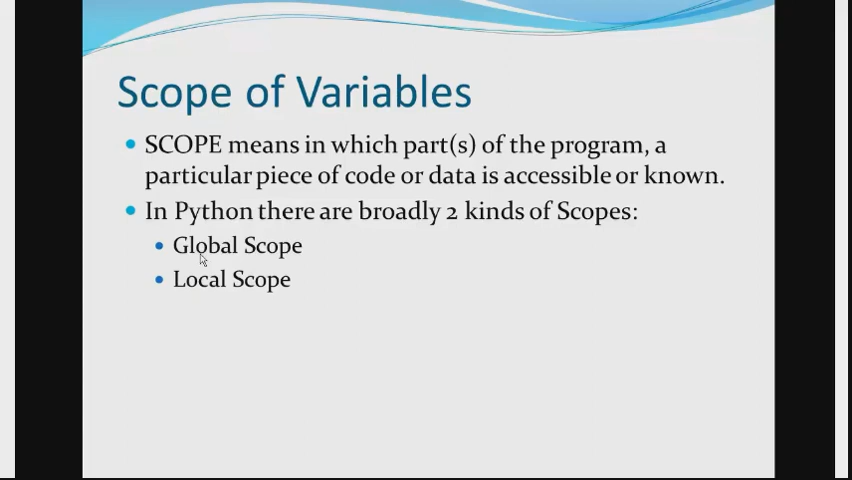 Scope of Variables
• SCOPE means in which part(s) of the program, a
particular piece of code or data is accessible or known.
• In Python there are broadly 2 kinds of Scopes:
• Global Scope
• Local Scope